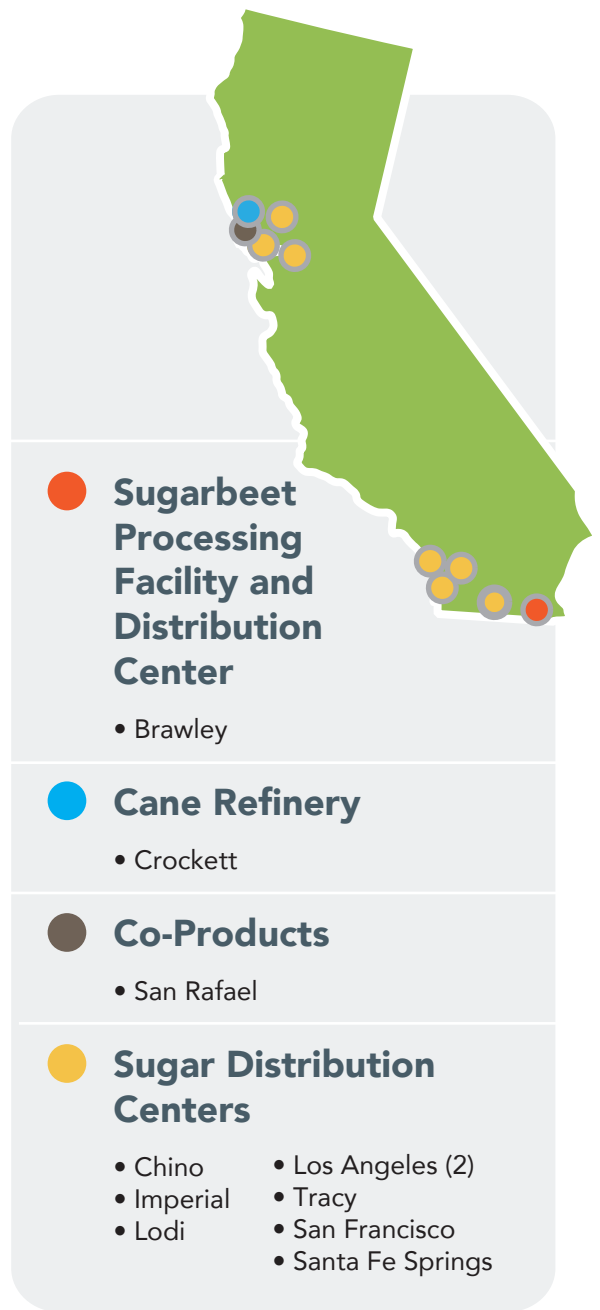 Sugarbeet
Processing
Facility and
Distribution
Center
• Brawley
Cane Refinery
• Crockett
Co-Products
• San Rafael
Sugar Distribution
Centers
• Chino
• Imperial
• Lodi
• Los Angeles (2)
• Tracy
• San Francisco
• Santa Fe Springs